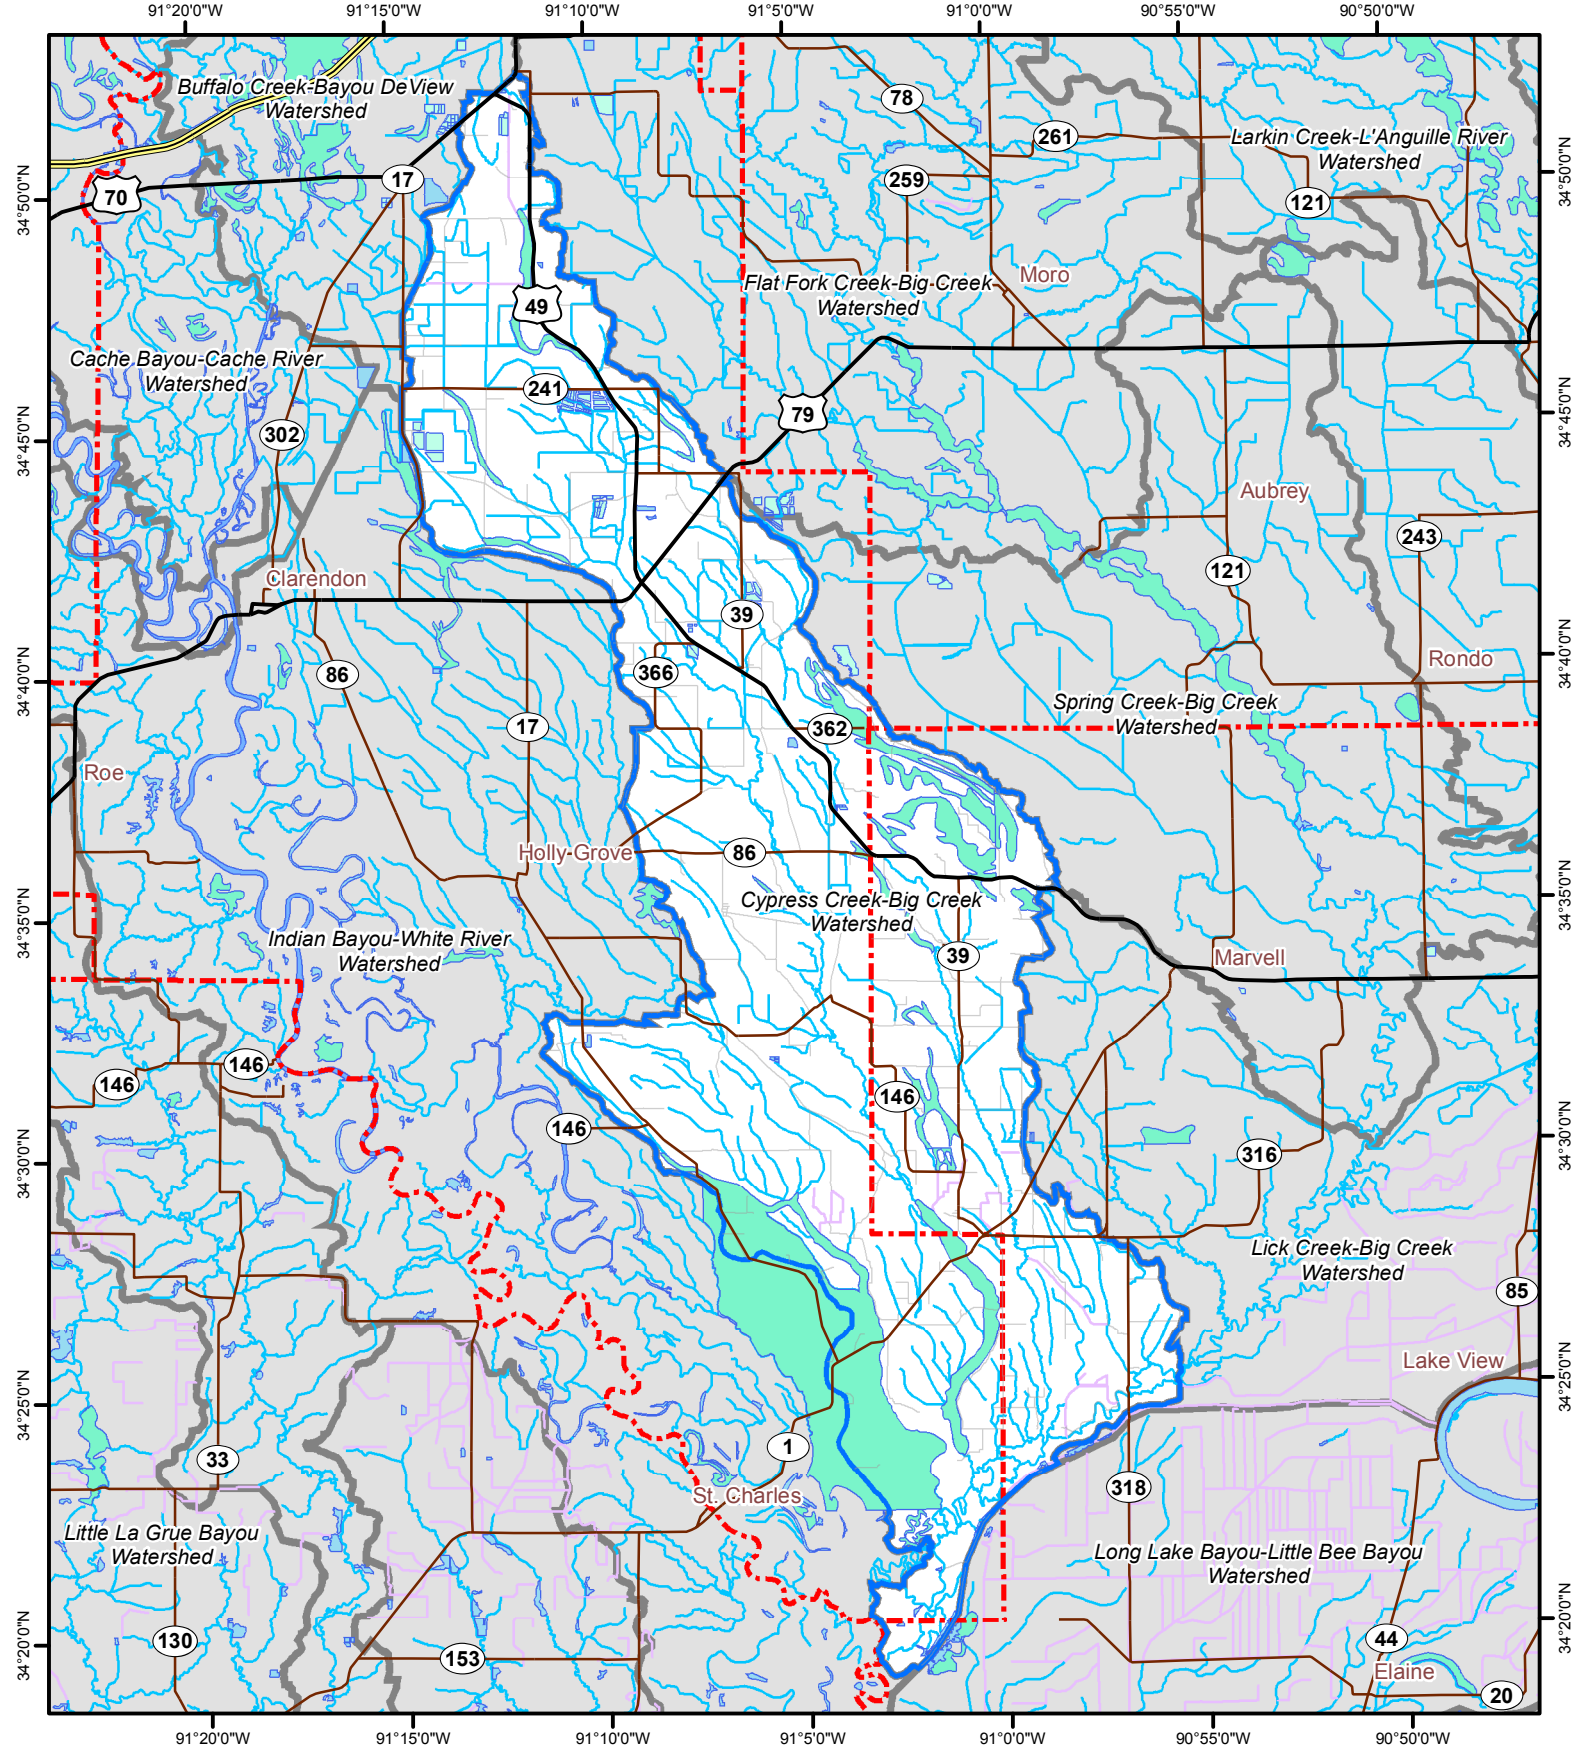 91°20'0"W
91°15'0"W
91°10'0"W
91°5'0"W
91°0'0"W
90°55'0"W
90°50'0"W
Buffalo Creek-Bayou DeView
Watershed
78
261
Larkin Creek-L'Anguille River
Watershed
34°50'0"N
34°50'0"N
70
17
259
121
Flat Fork Creek-Big Creek
Watershed
Moro
49
Cache Bayou-Cache River
Watershed
241
79
34°45'0"N
34°45'0"N
302
Aubrey
243
121
Clarendon
39
34°40'0"N
34°40'0"N
86
366
Rondo
Spring Creek-Big Creek
Watershed
17
362
Roe
Holly Grove
86
34°35'0"N
34°35'0"N
Cypress Creek-Big Creek
Watershed
Indian Bayou-White River
Watershed
39
Marvell
146
146
146
146
34°30'0"N
34°30'0"N
316
Lick Creek-Big Creek
Watershed
85
Lake View
34°25'0"N
34°25'0"N
33
1
318
St. Charles
Little La Grue Bayou
Watershed
Long Lake Bayou-Little Bee Bayou
Watershed
34°20'0"N
34°20'0"N
130
153
44
Elaine
20
91°20'0"W
91°15'0"W
91°10'0"W
91°5'0"W
91°0'0"W
90°55'0"W
90°50'0"W